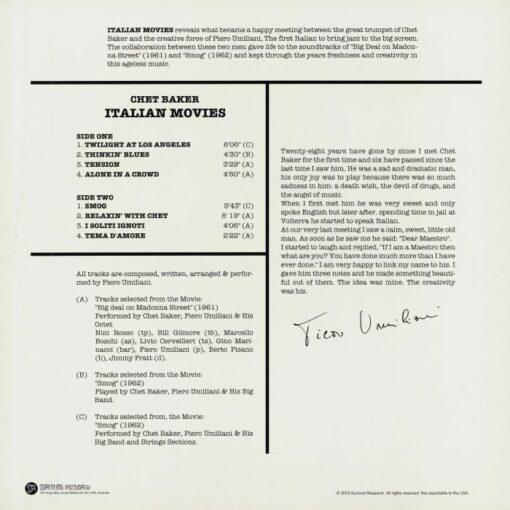 ITALIAN MOVIES reveals what became a happy meeting between the great trumpet of Chet
Baker and the creative force of Piero Umiliani, The first Italian to bring jazz to the big screen.
The collaboration between these two men gave life to the soundtracks of "Big Deal on Madon-
na Street" (1961) and "Smog" (1962) and kept through the years freshness and creativity in
this ageless music.
CHET BAKER
ITALIAN MOVIES
SIDE ONE
1. TWILIGHT AT LOS ANGELES 6'06" (C)
2. THINKIN' BLUES 4'30" (B)
3. TENSION 3'29" (A)
4. ALONE IN A CROWD 4'50" (A)
SIDE TWO
1. SMOG 5'43" (C)
2. RELAXIN' WITH CHET 5' 19" (A)
3. I SOLITI IGNOTI 4'06" (A)
4. TEMA D'AMORE 2'22" (A)
All tracks are composed, written, arranged & perfor-
med by Piero Umiliani.
(A) Tracks selected from the Movie:
"Big deal on Madonna Street" (1961)
Performed by Chet Baker, Piero Umiliani & His
Octet
Nini Rosso (tp), Bill Gilmore (tb), Marcello
Boschi (as), Livio Cervellieri (ts), Gino Mari-
nacci (bar), Piero Umiliani (p), Berto Pisano
(b), Jimmy Pratt (d).
(B) Tracks selected from the Movie:
"Smog" (1962)
Played by Chet Baker, Piero Umiliani & His Big
Band.
(C) Tracks selected from, the Movie:
"Smog" (1962)
Performed by Chet Baker, Piero Umiliani & His
Big Band and Strings Sections.
Twenty-eight years have gone by since I met Chet
Baker for the first time and six have passed since the
last time I saw him. He was a sad and dramatic man,
his only joy was to play because there was so much
sadness in him: a death wish, the devil of drugs, and
the angel of music.
When I first met him he was very sweet and only
spoke English but later after. spending time in jail at
Volterra he started to speak Italian.
At our very last meeting I saw a calm, sweet, little old
man. As soon as he saw me he said: "Dear Maestro".
I started to laugh and replied, "If I am a Maestro then
what are you? You have done much more than I have
ever done." I am very happy to link my name to his. I
gave him three notes and he made something beauti-
ful out of them. The idea was mine. The creativity
was his.
Piero Umiliani
© 2015 Survival Research. All rights reserved. Not exportable to the USA.